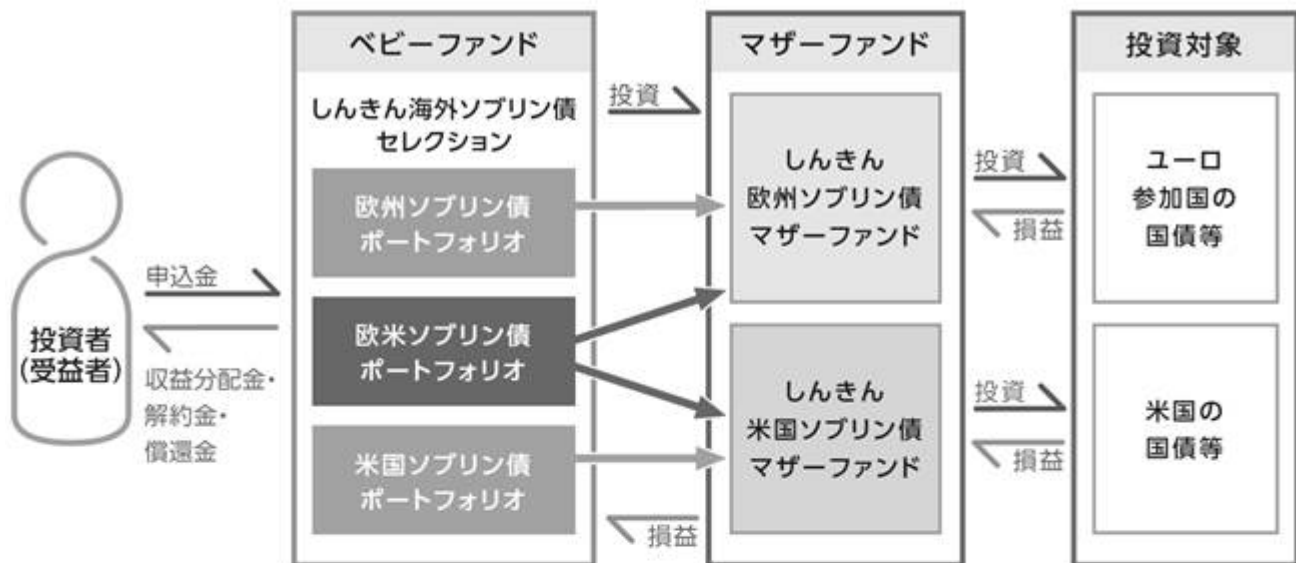 投資者
(受益者)
申込金
収益分配金・
解約金・
償還金
ベビーファンド
しんきん海外ソブリン債
セレクション
欧州ソブリン債
ポートフォリオ
欧米ソブリン債
ポートフォリオ
米国ソブリン債
ポートフォリオ
投資
損益
マザーファンド
しんきん
欧州ソブリン債
マザーファンド
しんきん
米国ソブリン債
マザーファンド
投資
損益
投資
損益
投資対象
ユーロ
参加国の
国債等
米国の
国債等